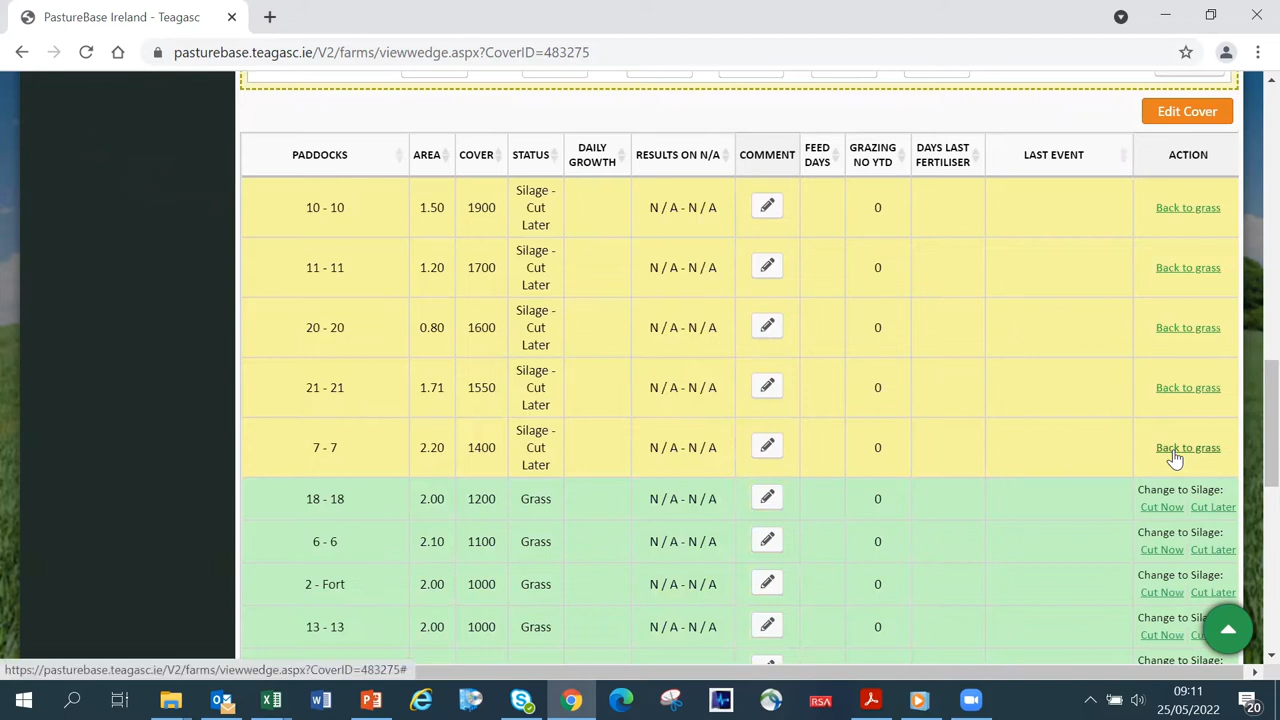 PastureBase Ireland - Teagasc
pasturebase.teagasc.ie/V2/farms/viewwedge.aspx?CoverID=483275
Edit Cover
PADDOCKS AREA COVER STATUS DAILY GROWTH RESULTS ON N/A COMMENT FEED DAYS GRAZING NO YTD DAYS LAST FERTILISER LAST EVENT ACTION
10 - 10 1.50 1900 Silage - Cut Later N / A - N / A 0 Back to grass
11 - 11 1.20 1700 Silage - Cut Later N / A - N / A 0 Back to grass
20 - 20 0.80 1600 Silage - Cut Later N / A - N / A 0 Back to grass
21 - 21 1.71 1550 Silage - Cut Later N / A - N / A 0 Back to grass
7 - 7 2.20 1400 Silage - Cut Later N / A - N / A 0 Back to grass
18 - 18 2.00 1200 Grass N / A - N / A 0 Change to Silage: Cut Now Cut Later
6 - 6 2.10 1100 Grass N / A - N / A 0 Change to Silage: Cut Now Cut Later
2 - Fort 2.00 1000 Grass N / A - N / A 0 Change to Silage: Cut Now Cut Later
13 - 13 2.00 1000 Grass N / A - N / A 0 Change to Cut Now
Change to Silage:
https://pasturebase.teagasc.ie/V2/farms/viewwedge.aspx?CoverID=483275#
RSA
09:11
25/05/2022
20